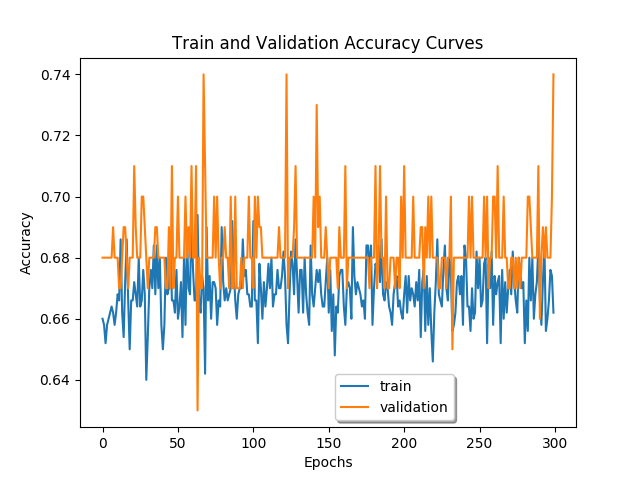 Train and Validation Accuracy Curves
0.74
0.72
0.70
0.68
0.66
0.64
Accuracy
train
validation
0
50
100
150
200
250
300
Epochs